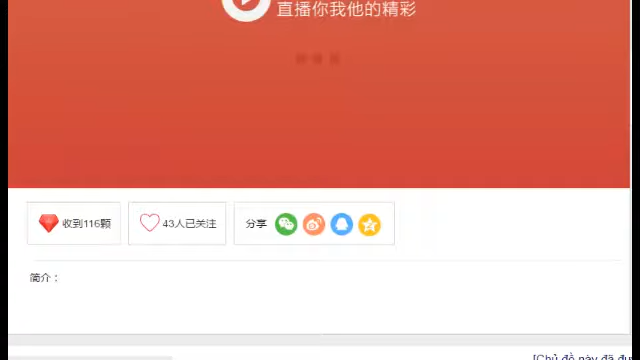 直播你我他的精彩
收到116颗
43人已关注
分享
简介：
[Chủ đề này đã đư